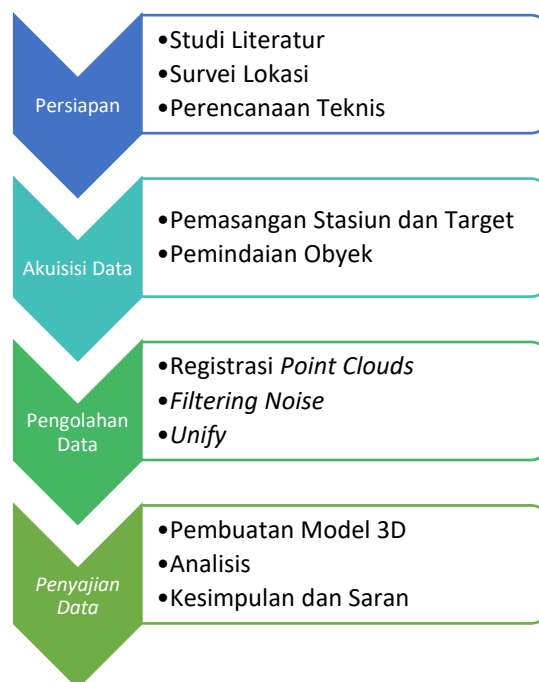 Persiapan
•Studi Literatur
•Survei Lokasi
•Perencanaan Teknis
Akuisisi Data
•Pemasangan Stasiun dan Target
•Pemindaian Obyek
Pengolahan
Data
•Registrasi Point Clouds
•Filtering Noise
•Unify
Penyajian
Data
•Pembuatan Model 3D
•Analisis
•Kesimpulan dan Saran